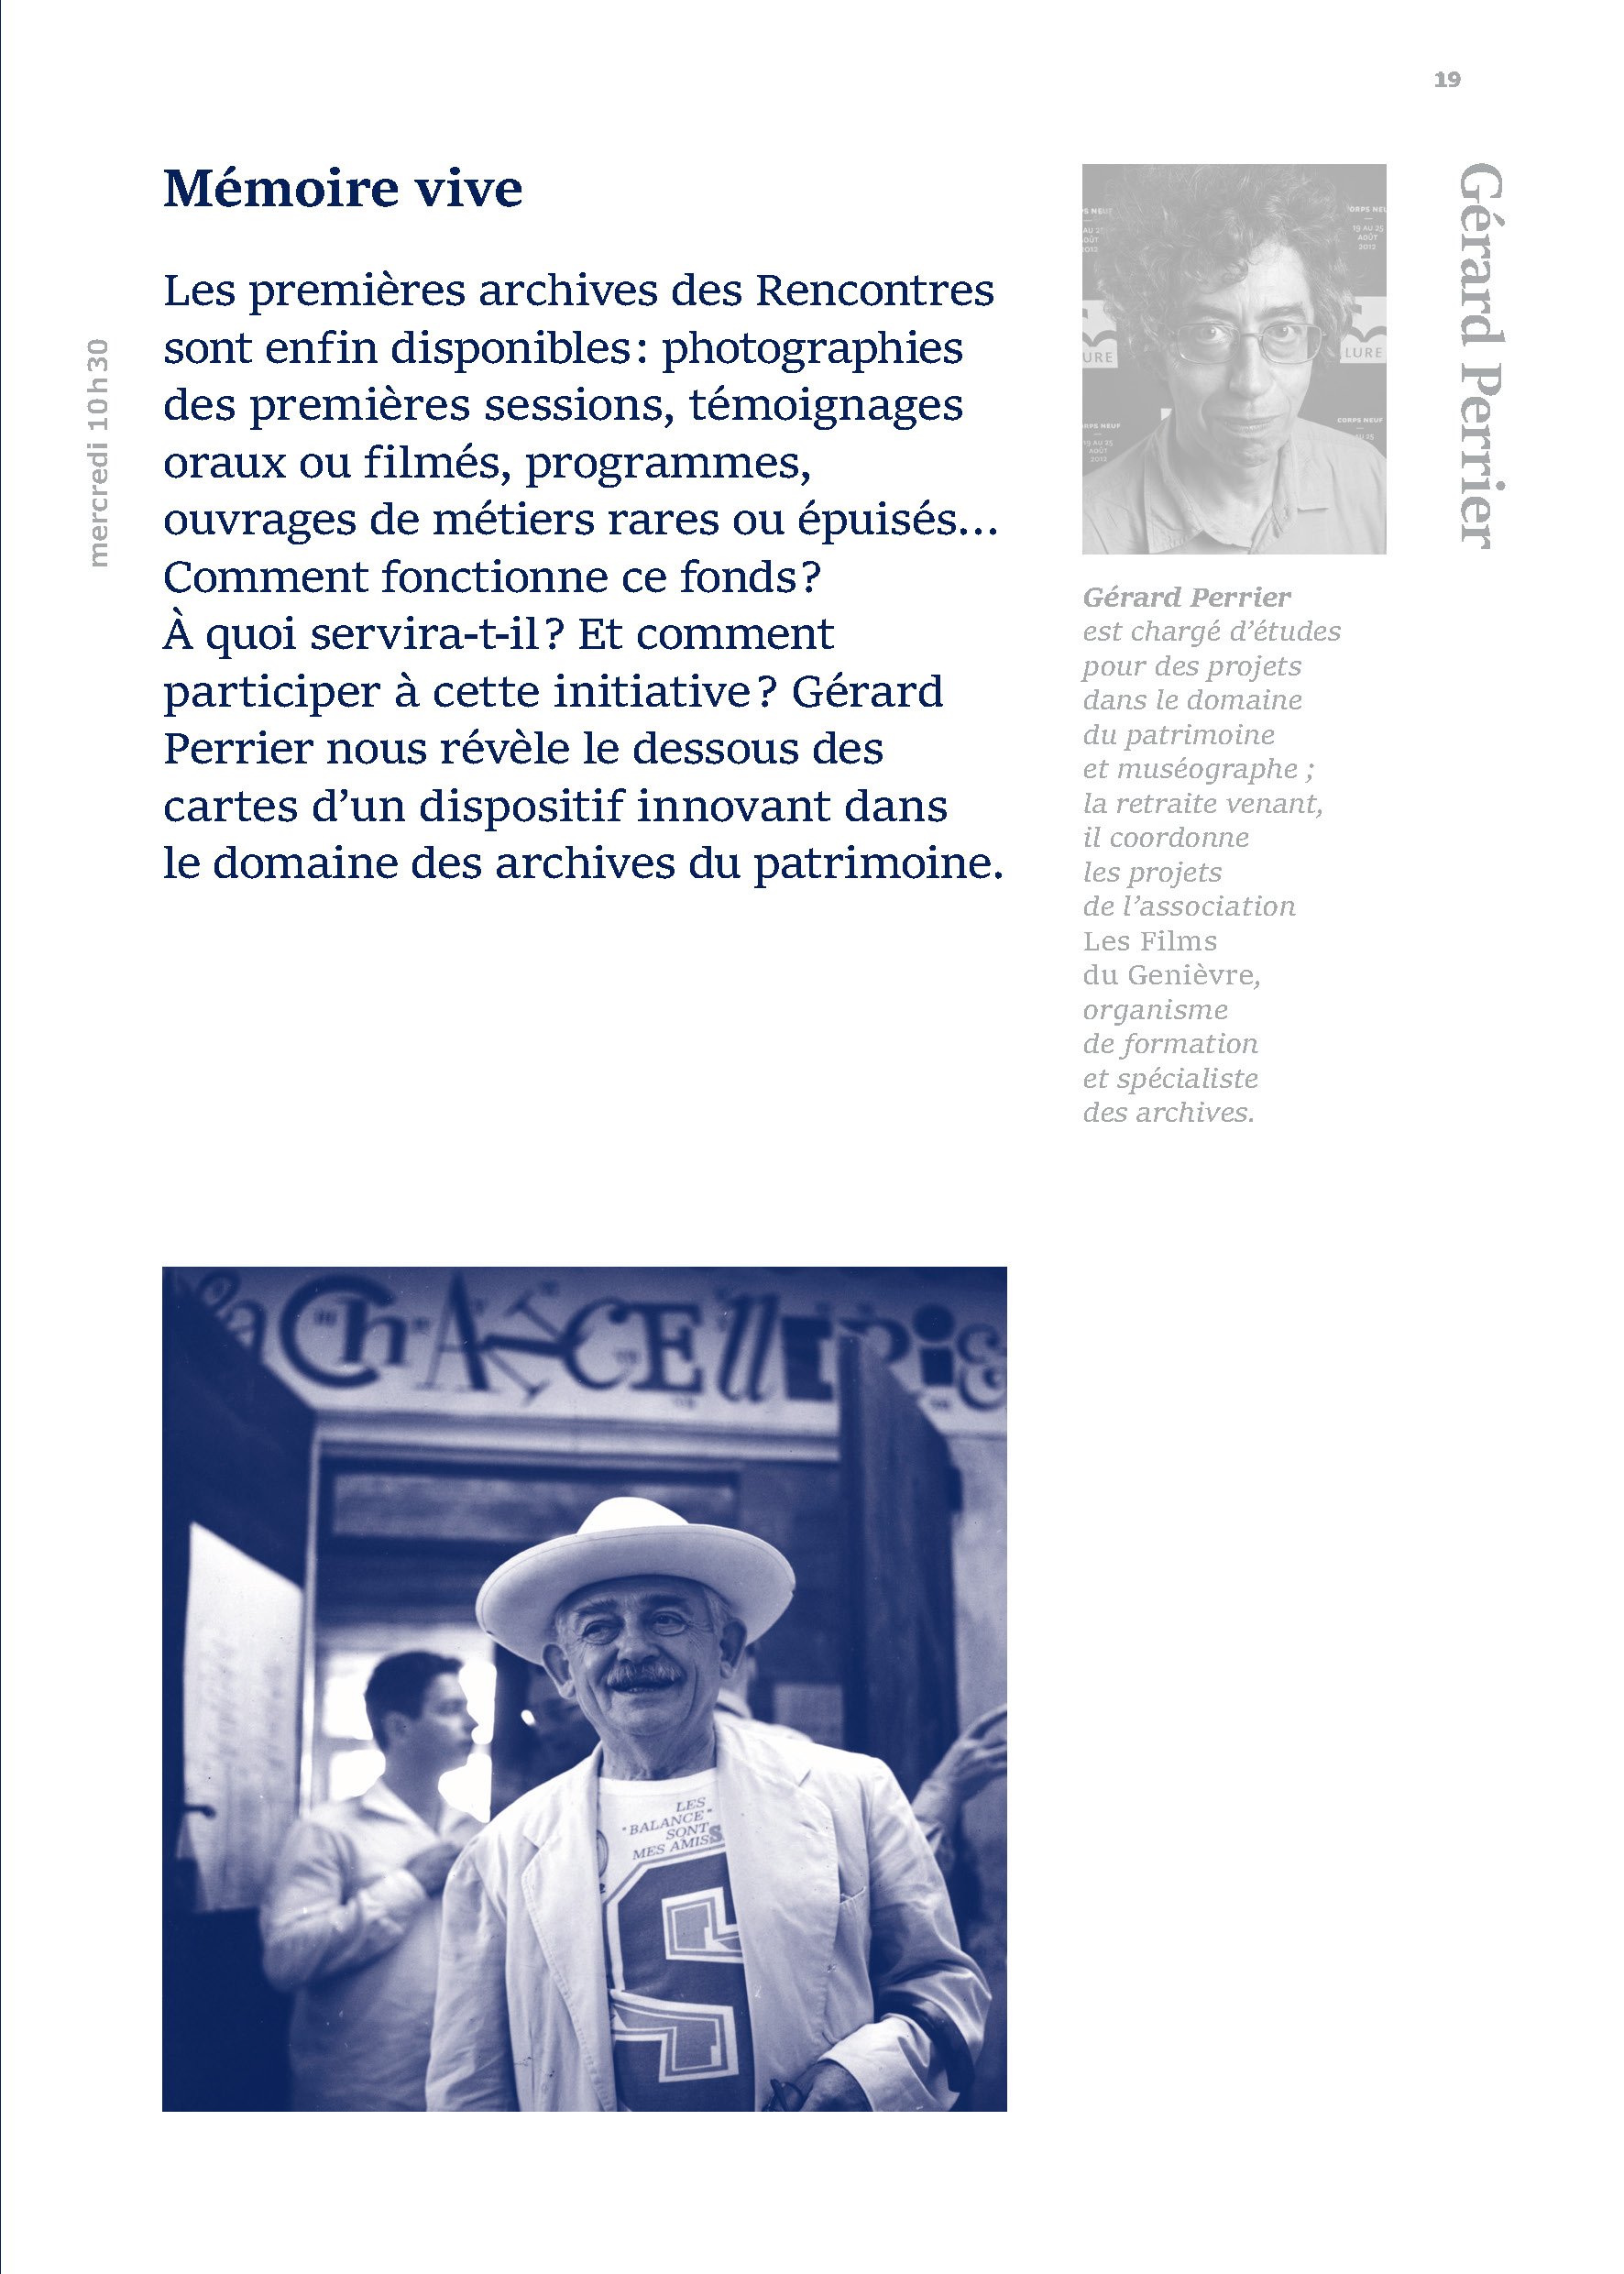 19
Gérard Perrier
mercredi 10h30
Mémoire vive
Les premières archives des Rencontres
sont enfin disponibles : photographies
des premières sessions, témoignages
oraux ou filmés, programmes,
ouvrages de métiers rares ou épuisés…
Comment fonctionne ce fonds ?
À quoi servira-t-il ? Et comment
participer à cette initiative ? Gérard
Perrier nous révèle le dessous des
cartes d’un dispositif innovant dans
le domaine des archives du patrimoine.
CORPS NEUF
19 AU 25
AOÛT
2012
LURE
Gérard Perrier
est chargé d’études
pour des projets
dans le domaine
du patrimoine
et muséographe ;
la retraite venant,
il coordonne
les projets
de l’association
Les Films
du Genièvre,
organisme
de formation
et spécialiste
des archives.
La ChANCEllerie
LES
"BALANCE"
SONT
MES AMIS
S